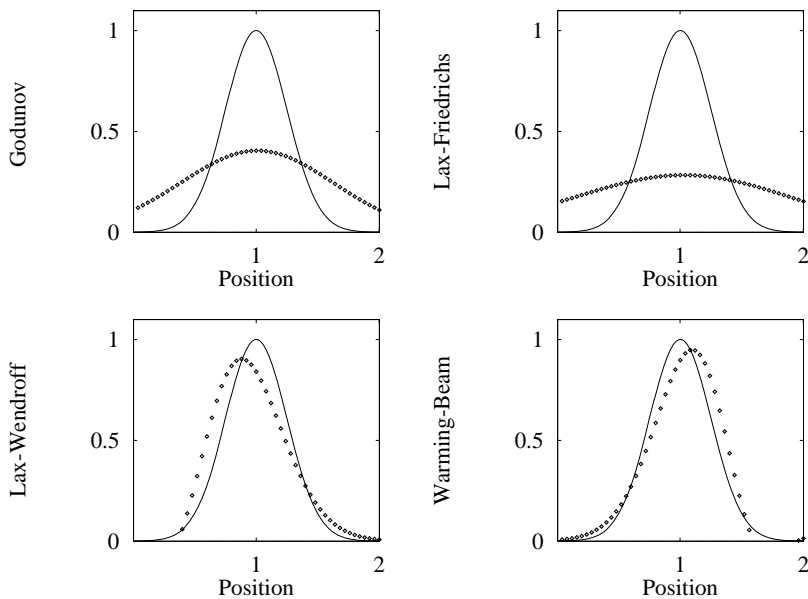 Godunov
1
0.5
0
1
2
Position
Lax-Friedrichs
1
0.5
0
1
2
Position
Lax-Wendroff
1
0.5
0
1
2
Position
Warming-Beam
1
0.5
0
1
2
Position